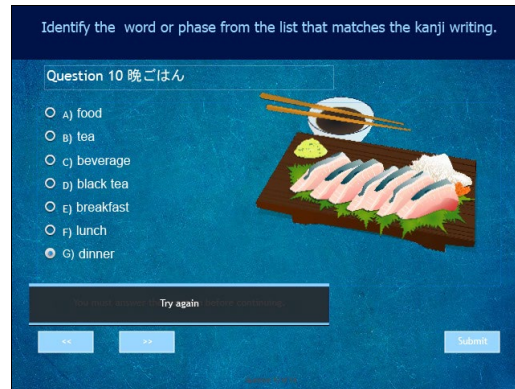 Identify the word or phase from the list that matches the kanji writing.
Question 10 晩ごはん
A) food
B) tea
C) beverage
D) black tea
E) breakfast
F) lunch
G) dinner
Try again
<< >> Submit